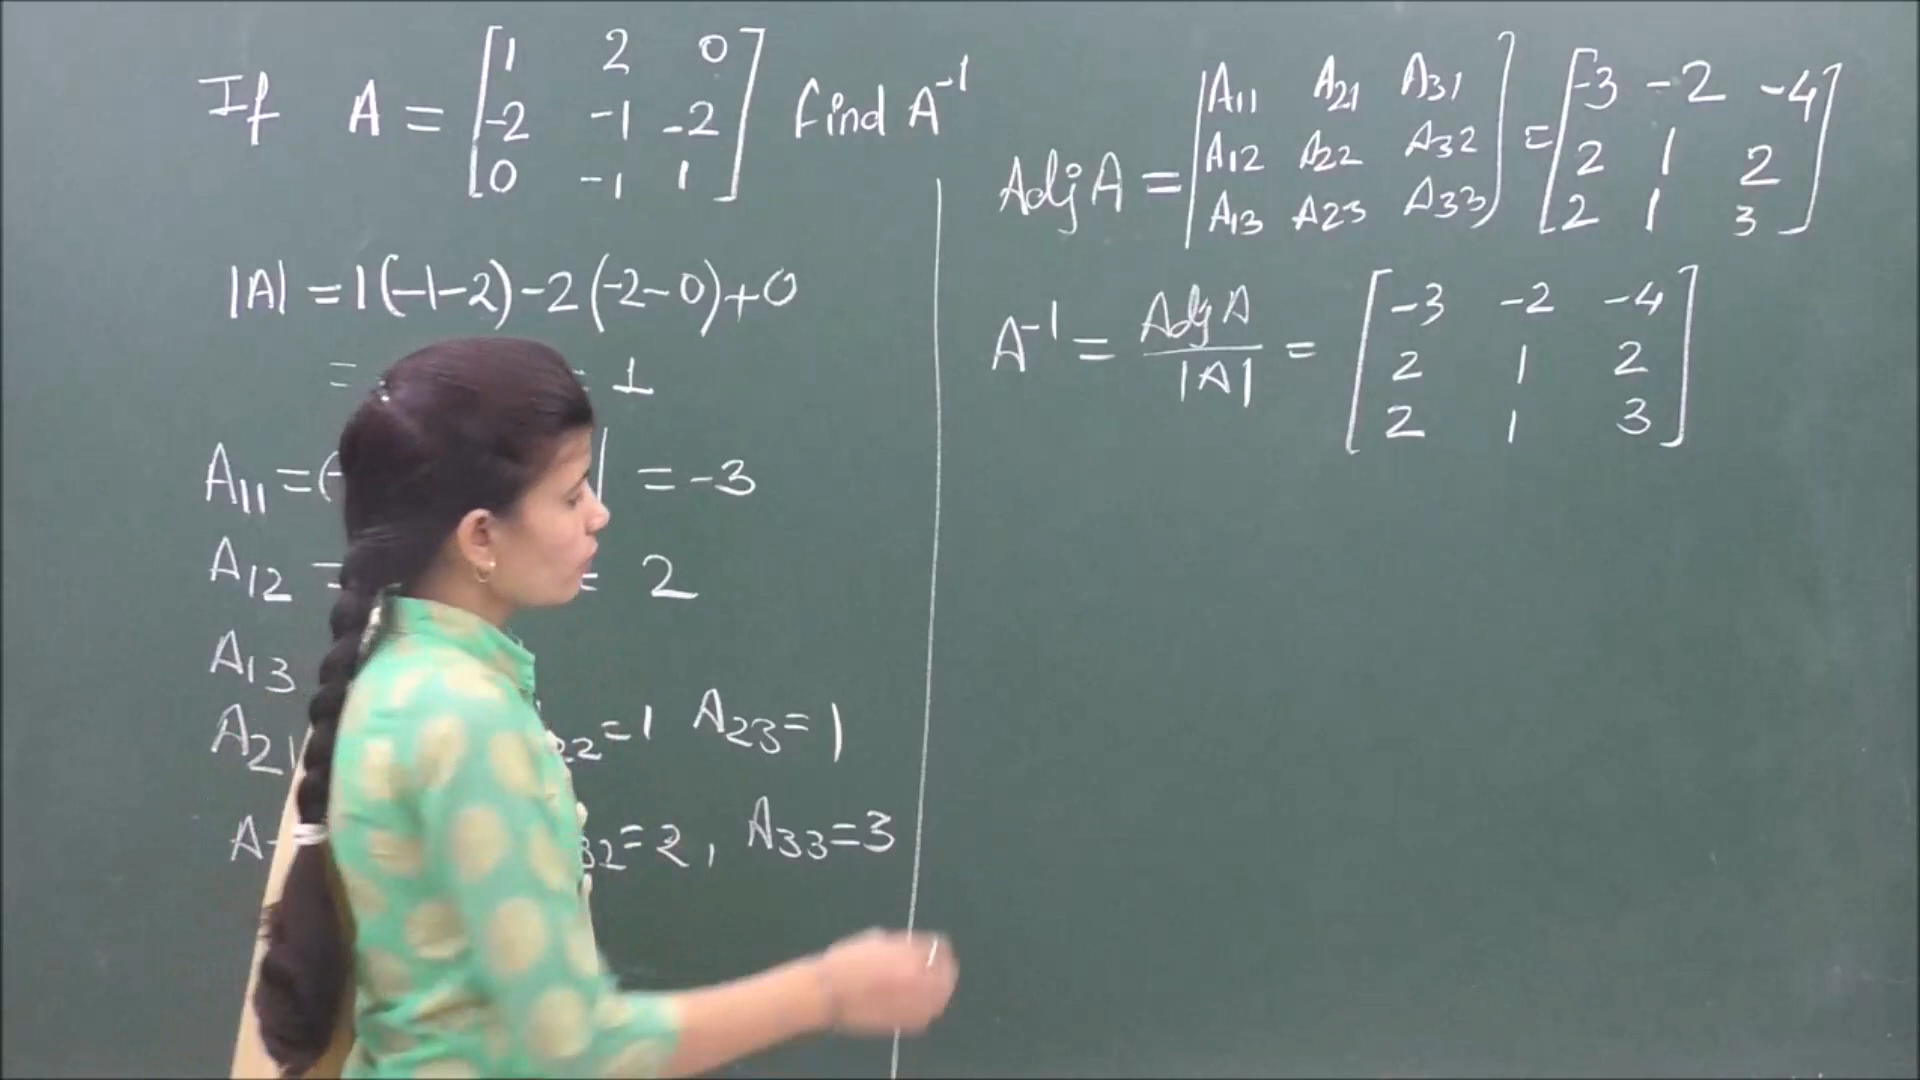 If A = [1 2 0
-2 -1 -2
0 -1 1] find A⁻¹
|A| = 1(-1-2)-2(-2-0)+0
= = 1
A11 =(- | = -3
A12 = = 2
A13
A21 22=1 A23=1
A 32=2, A33=3
Adj A = [A11 A21 A31
A12 A22 A32
A13 A23 A33] = [-3 -2 -4
2 1 2
2 1 3]
A⁻¹ = Adj A / |A| = [-3 -2 -4
2 1 2
2 1 3]